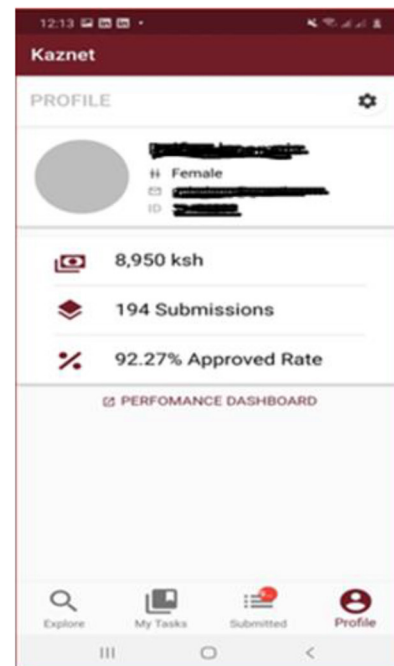 12:13
Kaznet
PROFILE
Female
ID
8,950 ksh
194 Submissions
92.27% Approved Rate
PERFOMANCE DASHBOARD
Explore
My Tasks
Submitted
Profile